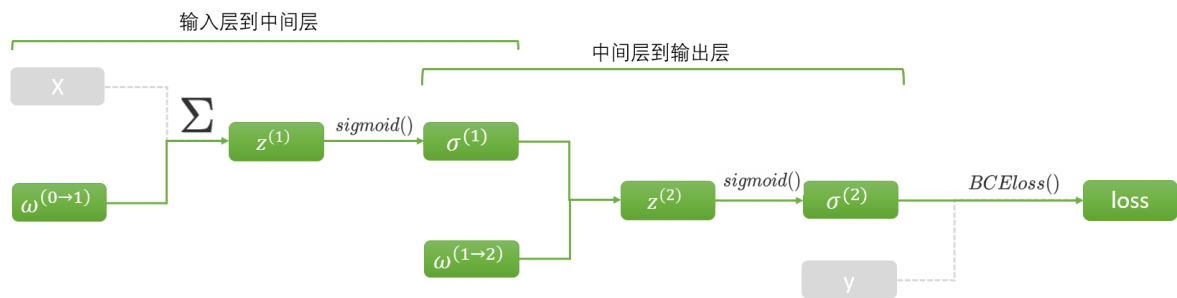 输入层到中间层
中间层到输出层
X
∑
z^{(1)}
sigmoid()
σ^{(1)}
ω^{(0→1)}
z^{(2)}
sigmoid()
σ^{(2)}
BCEloss()
loss
ω^{(1→2)}
y